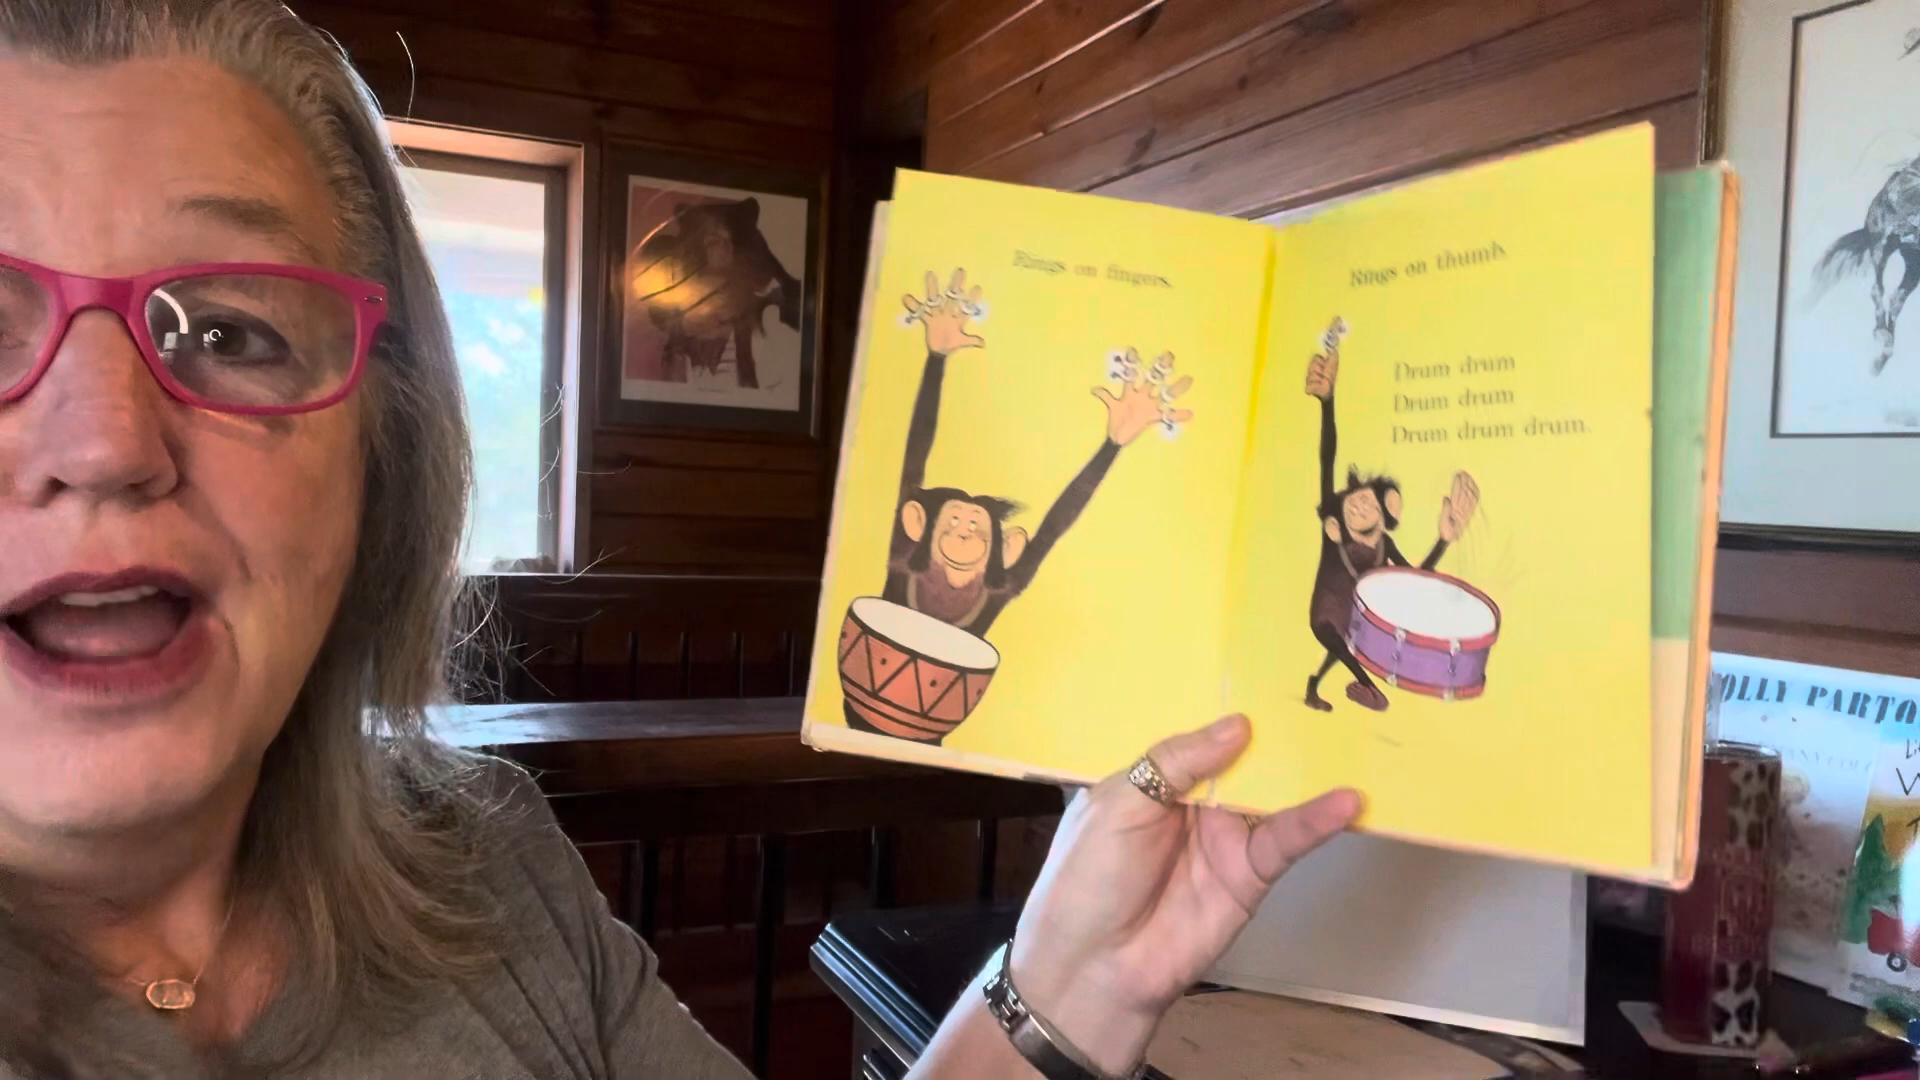 Rings on fingers.
Rings on thumb.
Drum drum
Drum drum
Drum drum drum.
OLLY PARTO